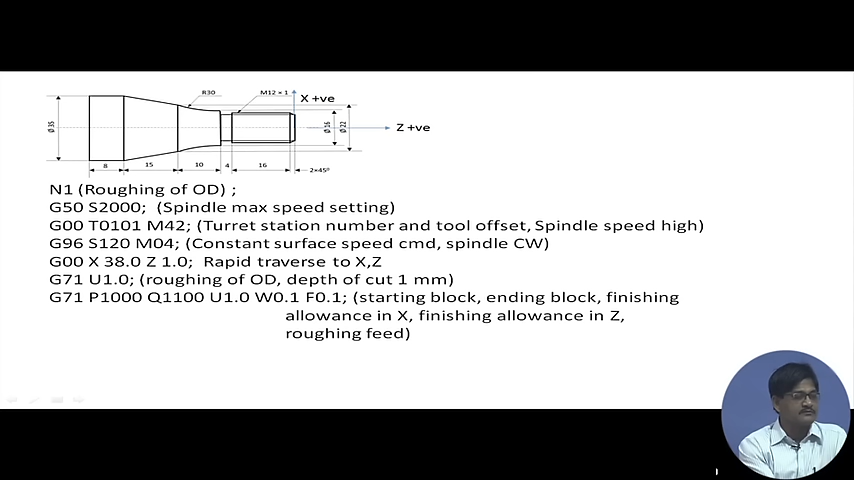 R30
M12 × 1
X +ve
Z +ve
Ø 35
Ø 16
Ø 22
8
15
10
4
16
2×45°
N1 (Roughing of OD) ;
G50 S2000; (Spindle max speed setting)
G00 T0101 M42; (Turret station number and tool offset, Spindle speed high)
G96 S120 M04; (Constant surface speed cmd, spindle CW)
G00 X 38.0 Z 1.0; Rapid traverse to X,Z
G71 U1.0; (roughing of OD, depth of cut 1 mm)
G71 P1000 Q1100 U1.0 W0.1 F0.1; (starting block, ending block, finishing
allowance in X, finishing allowance in Z,
roughing feed)